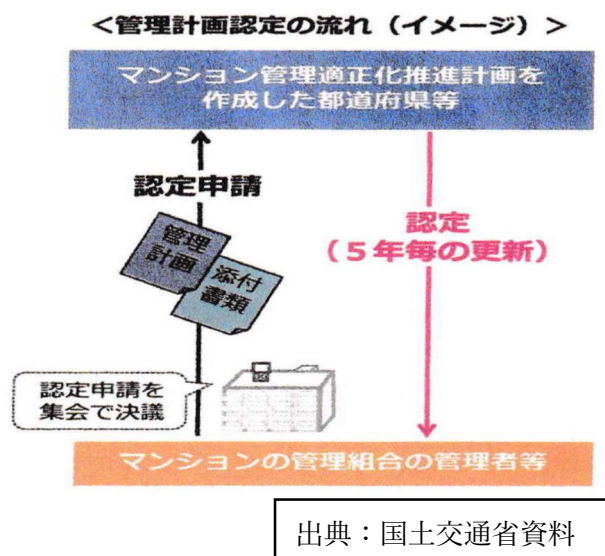 <管理計画認定の流れ（イメージ）>
マンション管理適正化推進計画を
作成した都道府県等
認定申請
管理
計画
添付
書類
認定
（５年毎の更新）
認定申請を
集会で決議
マンションの管理組合の管理者等
出典：国土交通省資料